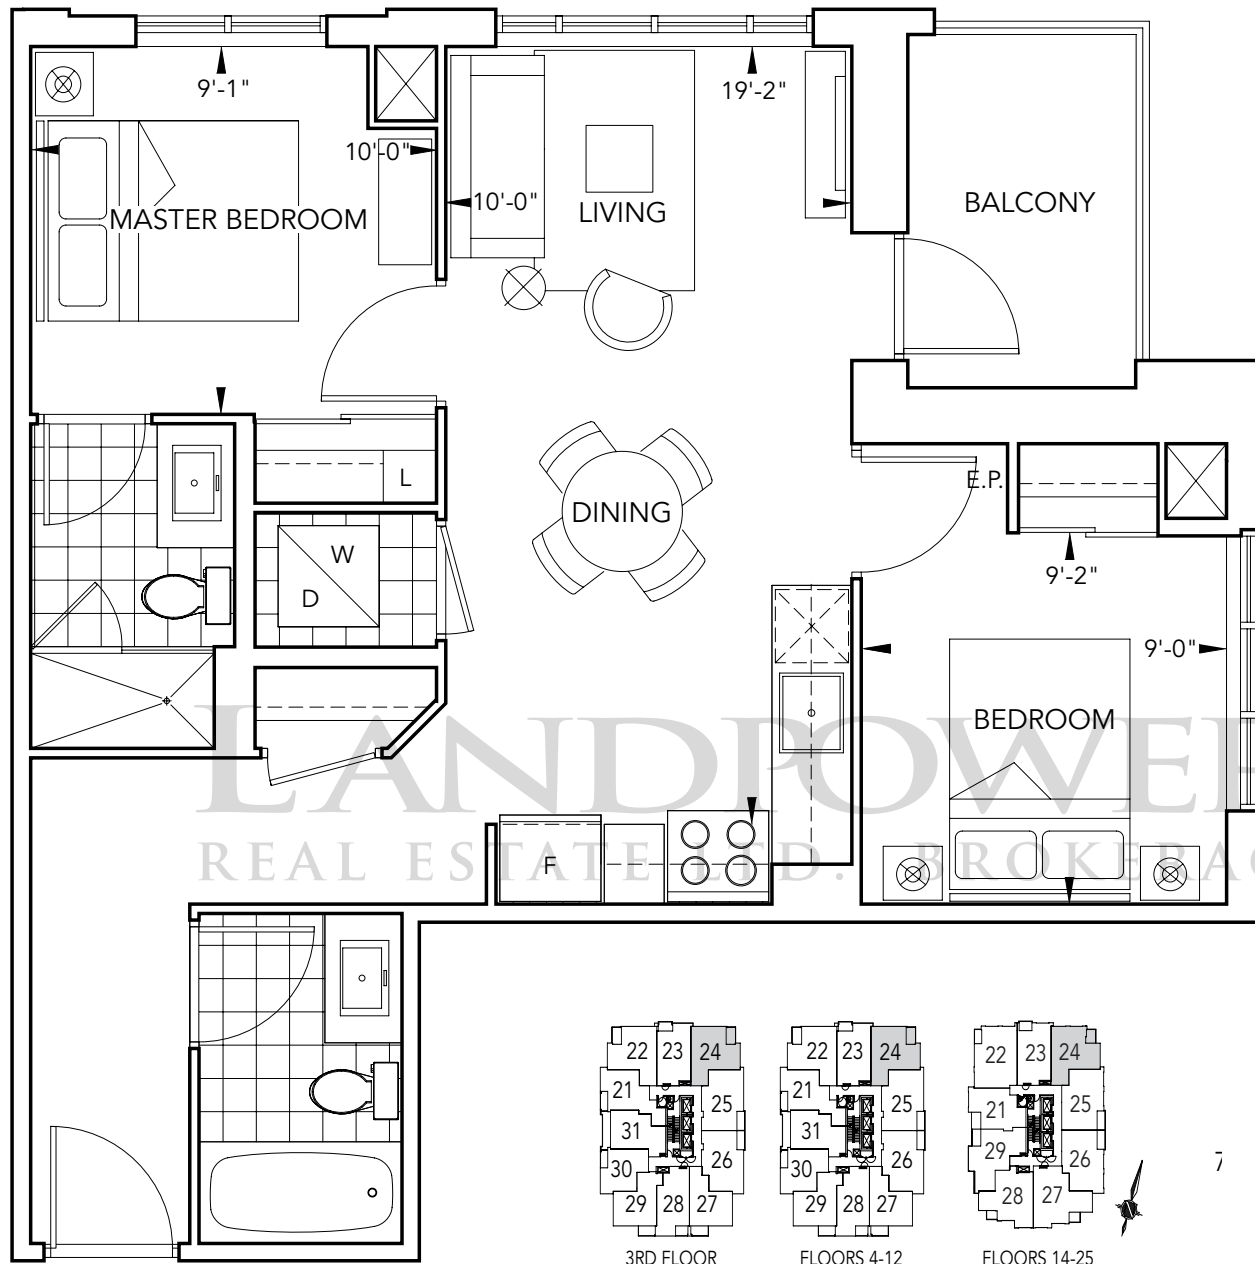 9'-1"
19'-2"
10'-0"
10'-0"
MASTER BEDROOM
LIVING
BALCONY
L
E.P.
DINING
W
D
9'-2"
9'-0"
BEDROOM
LANDPOWER
REAL ESTATE LTD. BROKERAG
F
22 23 24
21
25
31
26
30
29 28 27
3RD FLOOR
22 23 24
21
25
31
26
30
29 28 27
FLOORS 4-12
22 23 24
21
25
29
26
28 27
FLOORS 14-25